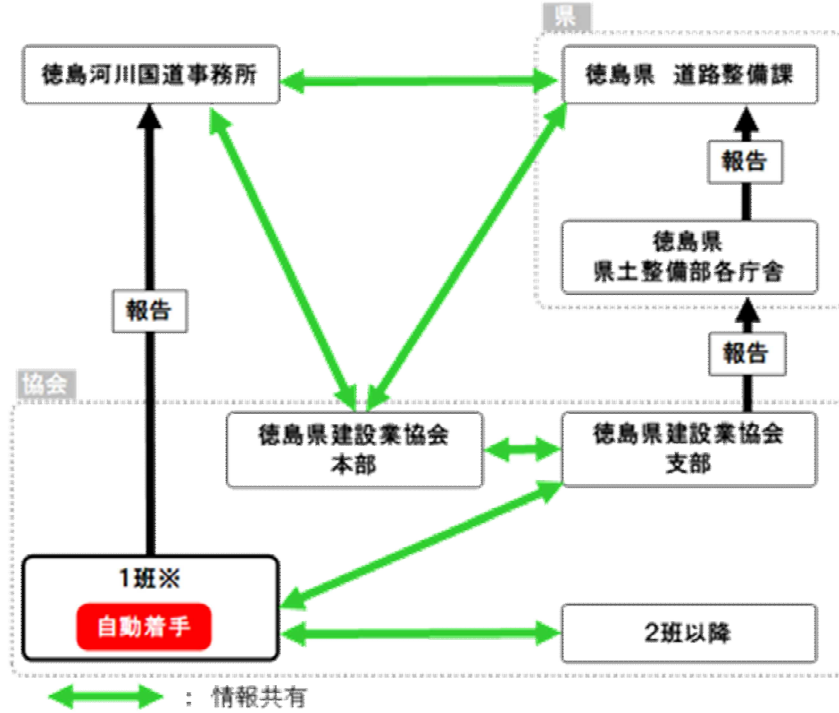 県
徳島河川国道事務所
徳島県 道路整備課
報告
徳島県
県土整備部各庁舎
報告
報告
協会
徳島県建設業協会
本部
徳島県建設業協会
支部
1班※
自動着手
2班以降
： 情報共有